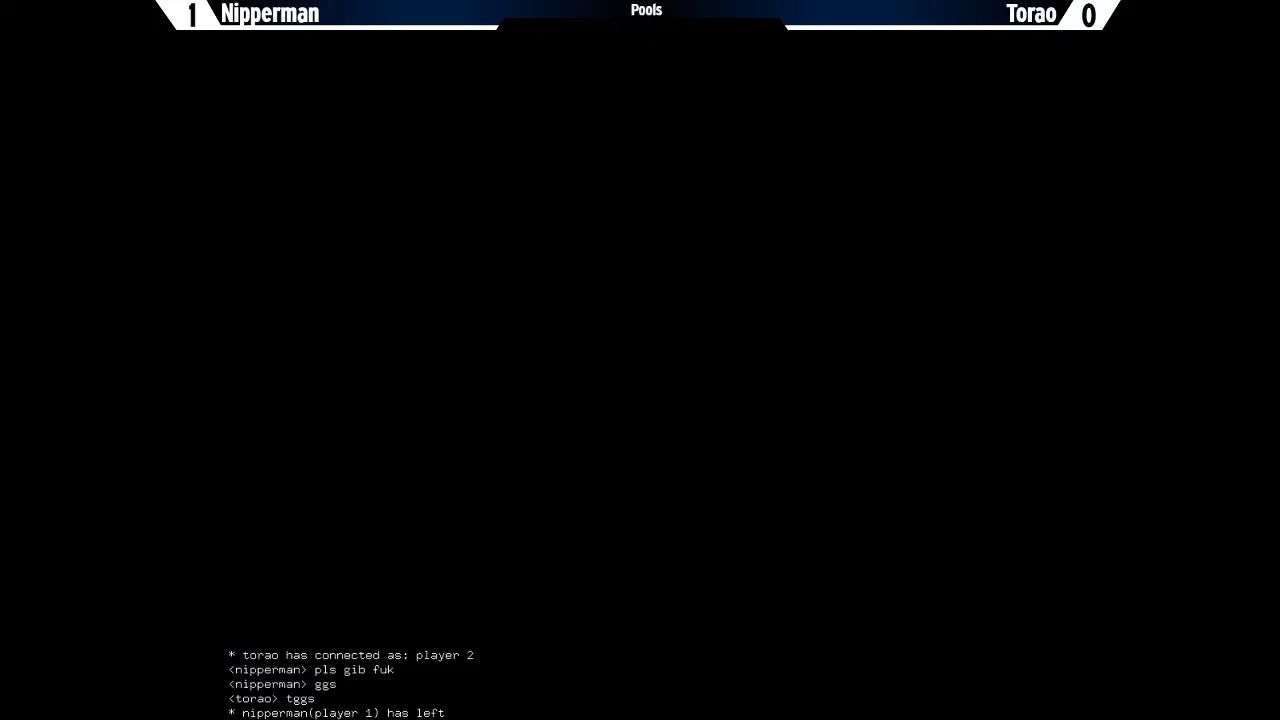 1 Nipperman Pools Torao 0
* torao has connected as: player 2
<nipperman> pls gib fuk
<nipperman> ggs
<torao> tggs
* nipperman(player 1) has left